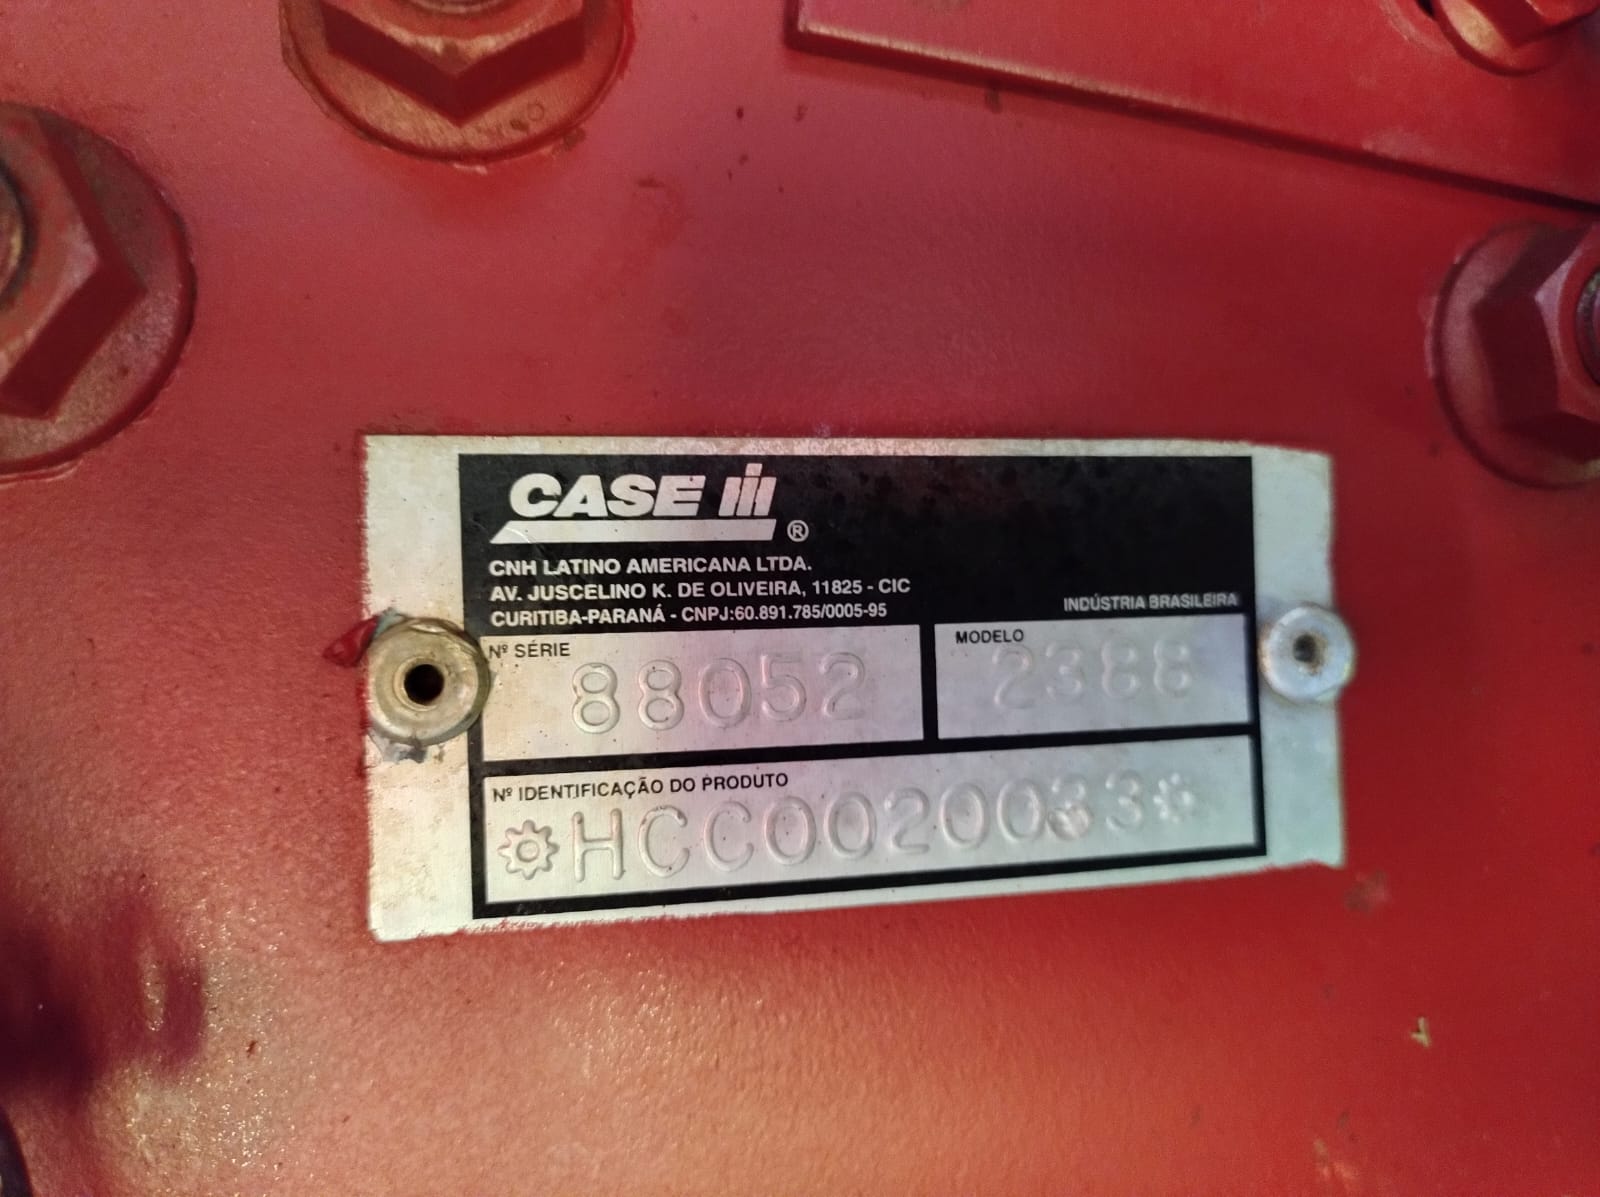 CASE IH ®
CNH LATINO AMERICANA LTDA.
AV. JUSCELINO K. DE OLIVEIRA, 11825 - CIC
CURITIBA-PARANÁ - CNPJ:60.891.785/0005-95
INDÚSTRIA BRASILEIRA
Nº SÉRIE
88052
MODELO
2388
Nº IDENTIFICAÇÃO DO PRODUTO
HCC0020033